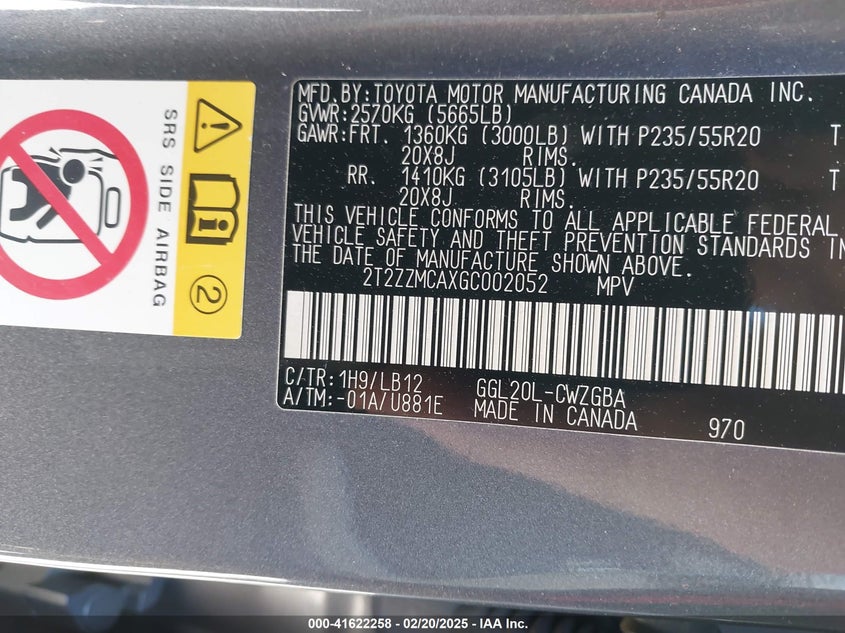 SRS SIDE AIRBAG
2
MFD.BY:TOYOTA MOTOR MANUFACTURING CANADA INC.
GVWR:2570KG (5665LB)
GAWR:FRT. 1360KG (3000LB) WITH P235/55R20 T
20X8J RIMS.
RR. 1410KG (3105LB) WITH P235/55R20 T
20X8J RIMS.
THIS VEHICLE CONFORMS TO ALL APPLICABLE FEDERAL
VEHICLE SAFETY AND THEFT PREVENTION STANDARDS IN
THE DATE OF MANUFACTURE SHOWN ABOVE.
2T2ZZMCAXGC002052 MPV
C/TR:1H9/LB12 GGL20L-CWZGBA
A/TM:-01A/U881E MADE IN CANADA 970
000-41622258 - 02/20/2025 - IAA Inc.